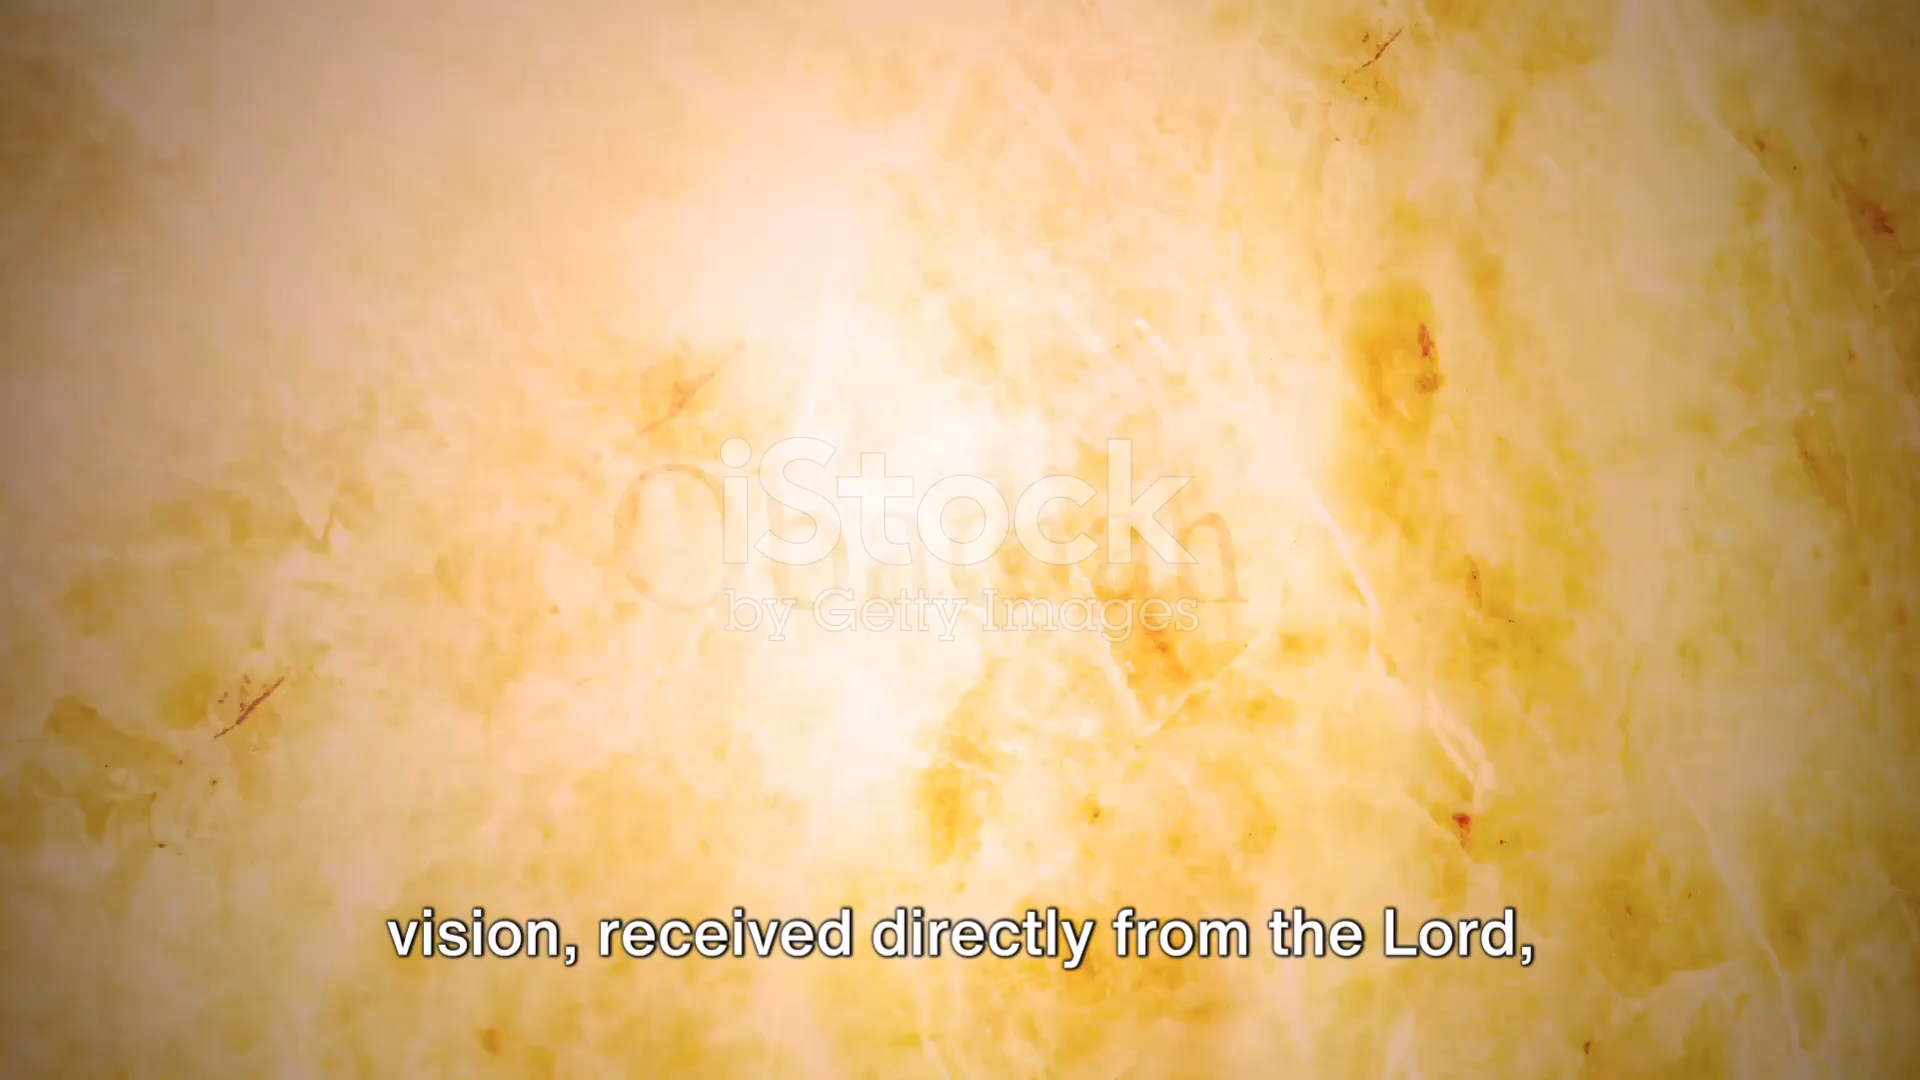 iStock
by Getty Images
vision, received directly from the Lord,